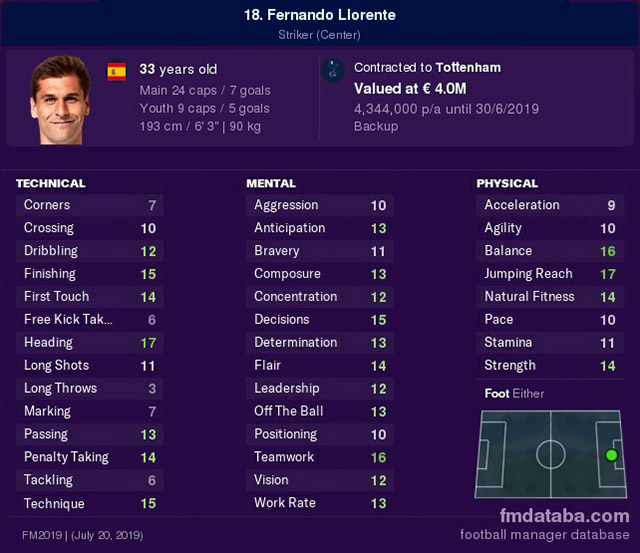 18. Fernando Llorente
Striker (Center)
33 years old
Main 24 caps / 7 goals
Youth 9 caps / 5 goals
193 cm / 6' 3" | 90 kg
Contracted to Tottenham
Valued at € 4.0M
4,344,000 p/a until 30/6/2019
Backup
TECHNICAL
Corners 7
Crossing 10
Dribbling 12
Finishing 15
First Touch 14
Free Kick Tak... 6
Heading 17
Long Shots 11
Long Throws 3
Marking 7
Passing 13
Penalty Taking 14
Tackling 6
Technique 15
MENTAL
Aggression 10
Anticipation 13
Bravery 11
Composure 13
Concentration 12
Decisions 15
Determination 13
Flair 14
Leadership 12
Off The Ball 13
Positioning 10
Teamwork 16
Vision 12
Work Rate 13
PHYSICAL
Acceleration 9
Agility 10
Balance 16
Jumping Reach 17
Natural Fitness 14
Pace 10
Stamina 11
Strength 14
Foot Either
FM2019 | (July 20, 2019)
fmdataba.com
football manager database